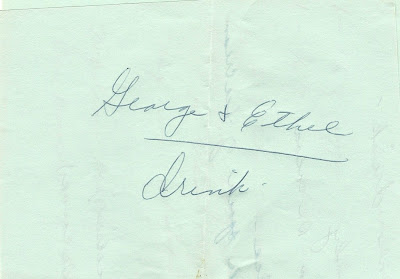 George & Ethel
drink.